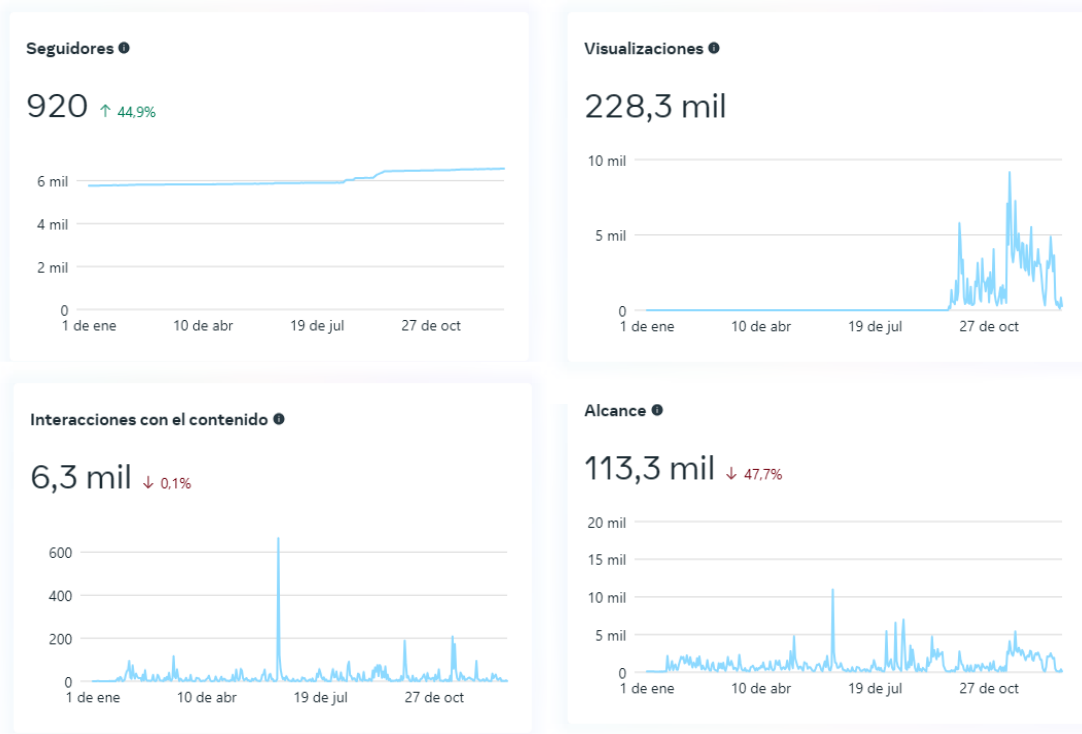 Seguidores
920 ↑ 44,9%
6 mil
4 mil
2 mil
0
1 de ene 10 de abr 19 de jul 27 de oct
Visualizaciones
228,3 mil
10 mil
5 mil
0
1 de ene 10 de abr 19 de jul 27 de oct
Interacciones con el contenido
6,3 mil ↓ 0,1%
600
400
200
0
1 de ene 10 de abr 19 de jul 27 de oct
Alcance
113,3 mil ↓ 47,7%
20 mil
15 mil
10 mil
5 mil
0
1 de ene 10 de abr 19 de jul 27 de oct